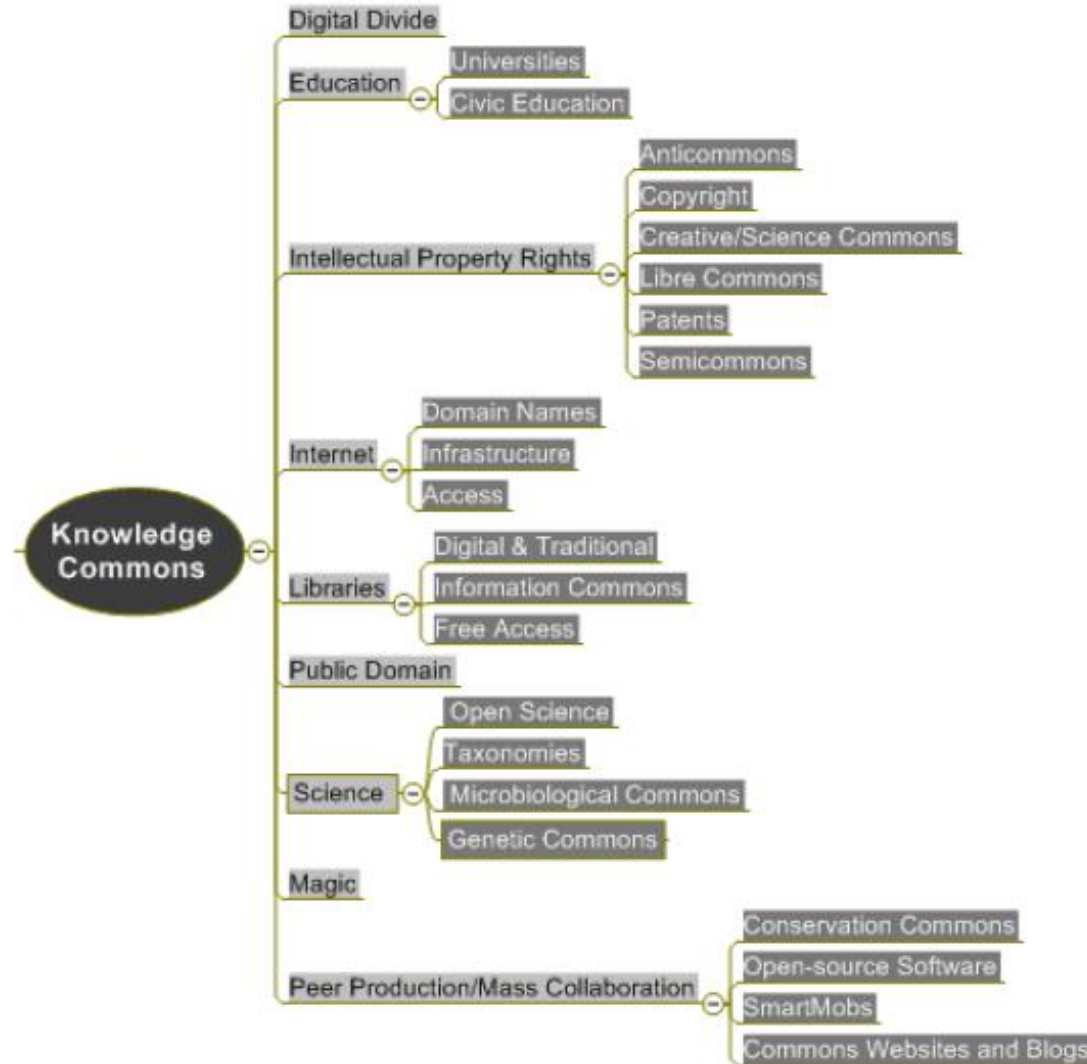 Digital Divide
Education
Universities
Civic Education
Intellectual Property Rights
Anticommons
Copyright
Creative/Science Commons
Libre Commons
Patents
Semicommons
Internet
Domain Names
Infrastructure
Access
Knowledge
Commons
Libraries
Digital & Traditional
Information Commons
Free Access
Public Domain
Science
Open Science
Taxonomies
Microbiological Commons
Genetic Commons
Magic
Peer Production/Mass Collaboration
Conservation Commons
Open-source Software
SmartMobs
Commons Websites and Blogs